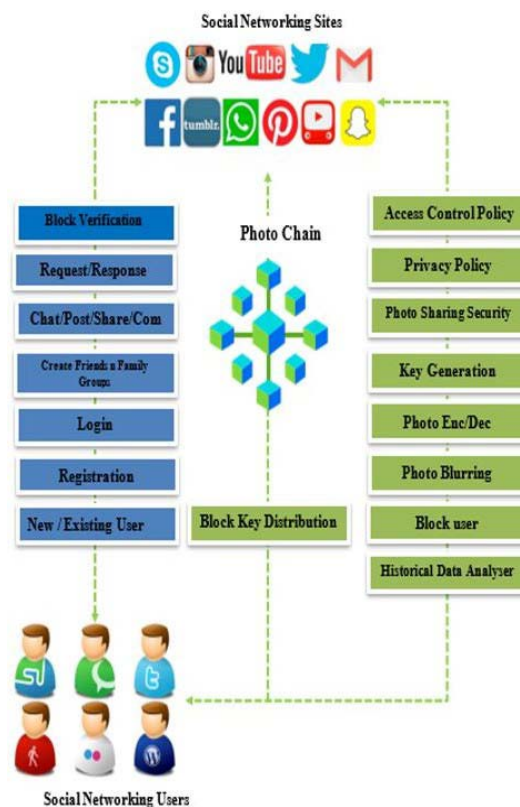 Social Networking Sites
You Tube
tumblr.
Block Verification
Request/Response
Chat/Post/Share/Com
Create Friends n Family
Groups
Login
Registration
New / Existing User
Photo Chain
Block Key Distribution
Access Control Policy
Privacy Policy
Photo Sharing Security
Key Generation
Photo Enc/Dec
Photo Blurring
Block user
Historical Data Analyser
Social Networking Users